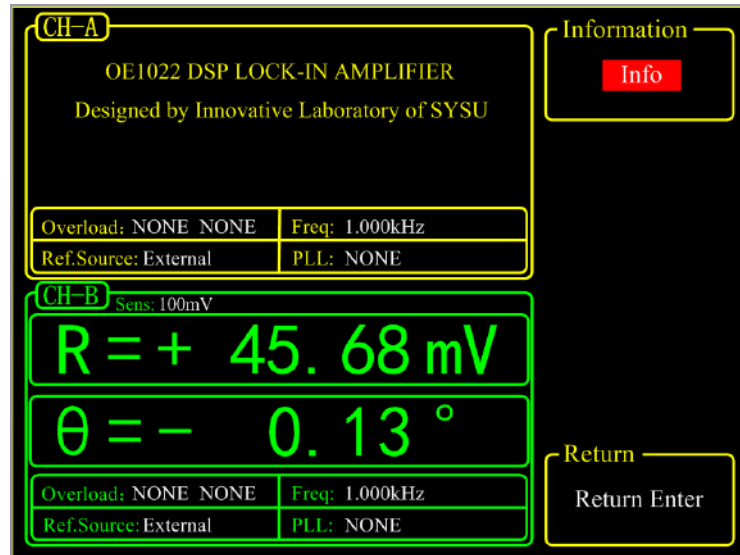 CH-A
OE1022 DSP LOCK-IN AMPLIFIER
Designed by Innovative Laboratory of SYSU
Overload: NONE NONE Freq: 1.000kHz
Ref.Source: External PLL: NONE
CH-B Sens: 100mV
R=+ 45.68 mV
θ=- 0.13 °
Overload: NONE NONE Freq: 1.000kHz
Ref.Source: External PLL: NONE
Information
Info
Return
Return Enter